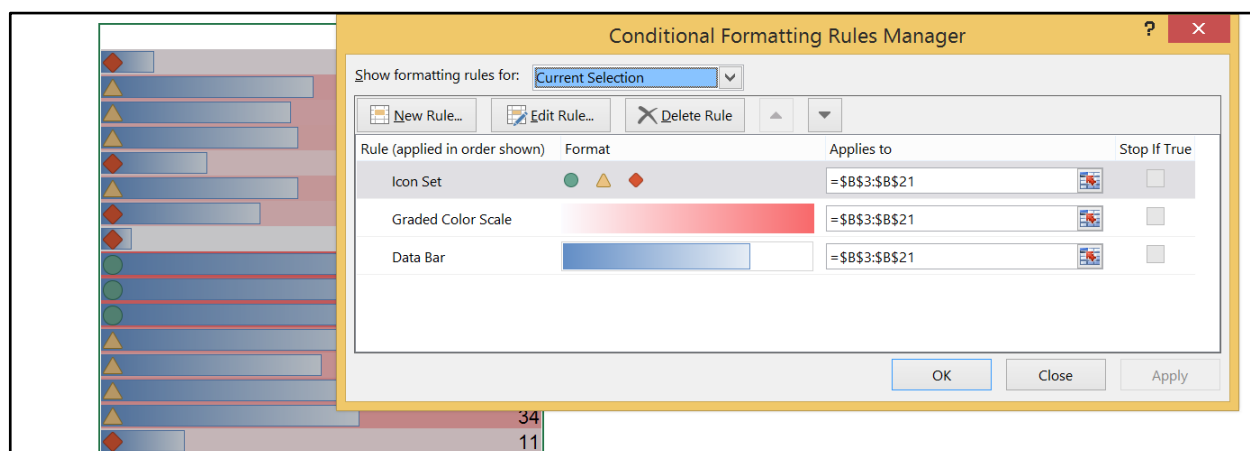 Conditional Formatting Rules Manager
?
Show formatting rules for: Current Selection
New Rule... Edit Rule... Delete Rule
Rule (applied in order shown) Format Applies to Stop If True
Icon Set =$B$3:$B$21
Graded Color Scale =$B$3:$B$21
Data Bar =$B$3:$B$21
OK Close Apply
34
11